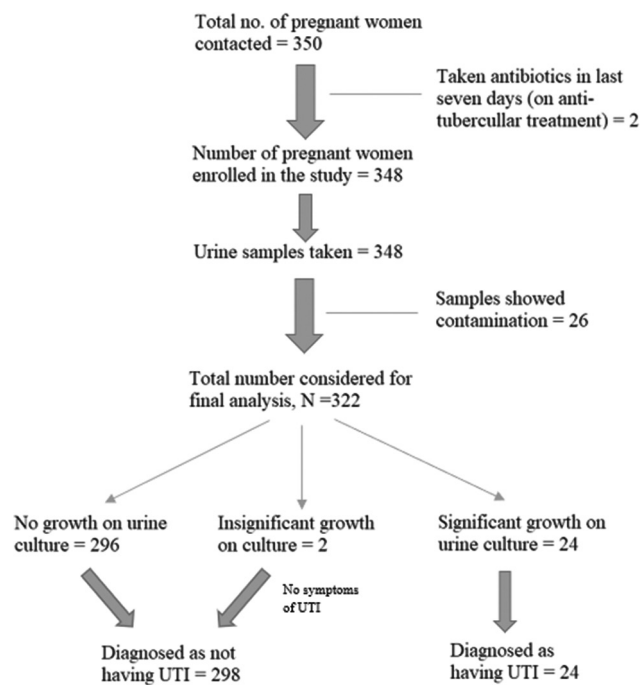 Total no. of pregnant women
contacted = 350
Taken antibiotics in last
seven days (on anti-
tubercullar treatment) = 2
Number of pregnant women
enrolled in the study = 348
Urine samples taken = 348
Samples showed
contamination = 26
Total number considered for
final analysis, N =322
No growth on urine
culture = 296
Insignificant growth
on culture = 2
Significant growth on
urine culture = 24
No symptoms
of UTI
Diagnosed as not
having UTI = 298
Diagnosed as
having UTI = 24